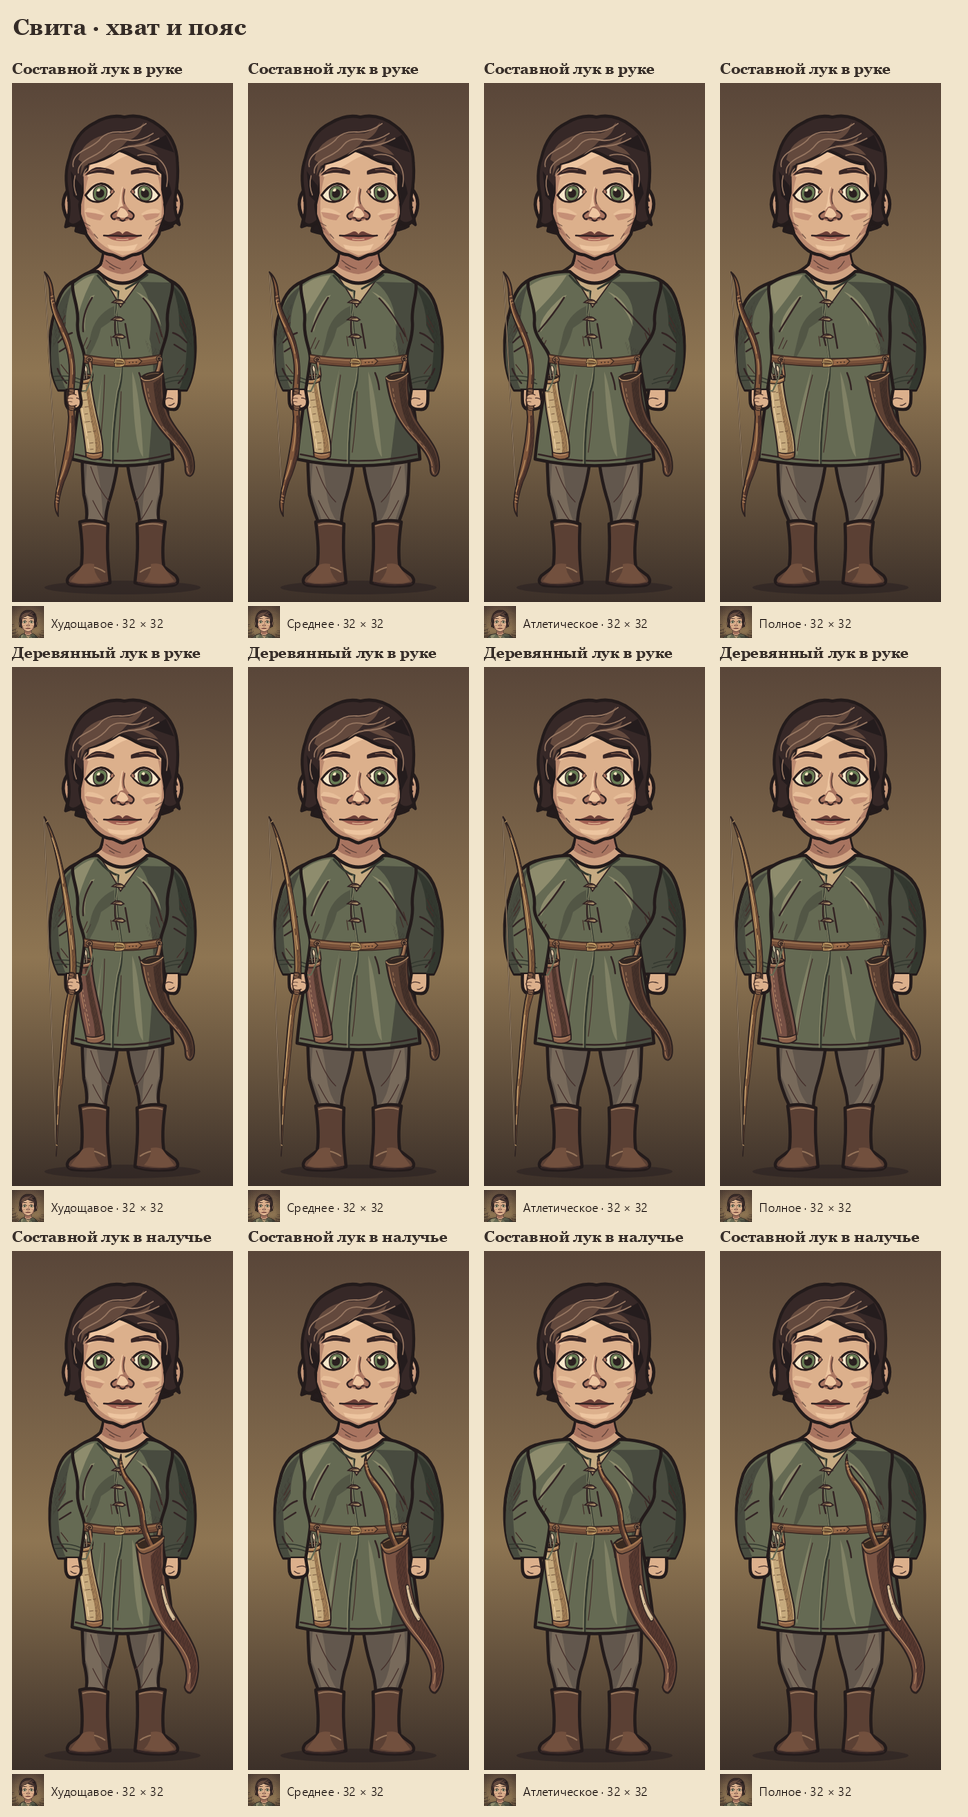 Свита · хват и пояс
Составной лук в руке
Составной лук в руке
Составной лук в руке
Составной лук в руке
Худощавое · 32 × 32
Среднее · 32 × 32
Атлетическое · 32 × 32
Полное · 32 × 32
Деревянный лук в руке
Деревянный лук в руке
Деревянный лук в руке
Деревянный лук в руке
Худощавое · 32 × 32
Среднее · 32 × 32
Атлетическое · 32 × 32
Полное · 32 × 32
Составной лук в налучье
Составной лук в налучье
Составной лук в налучье
Составной лук в налучье
Худощавое · 32 × 32
Среднее · 32 × 32
Атлетическое · 32 × 32
Полное · 32 × 32